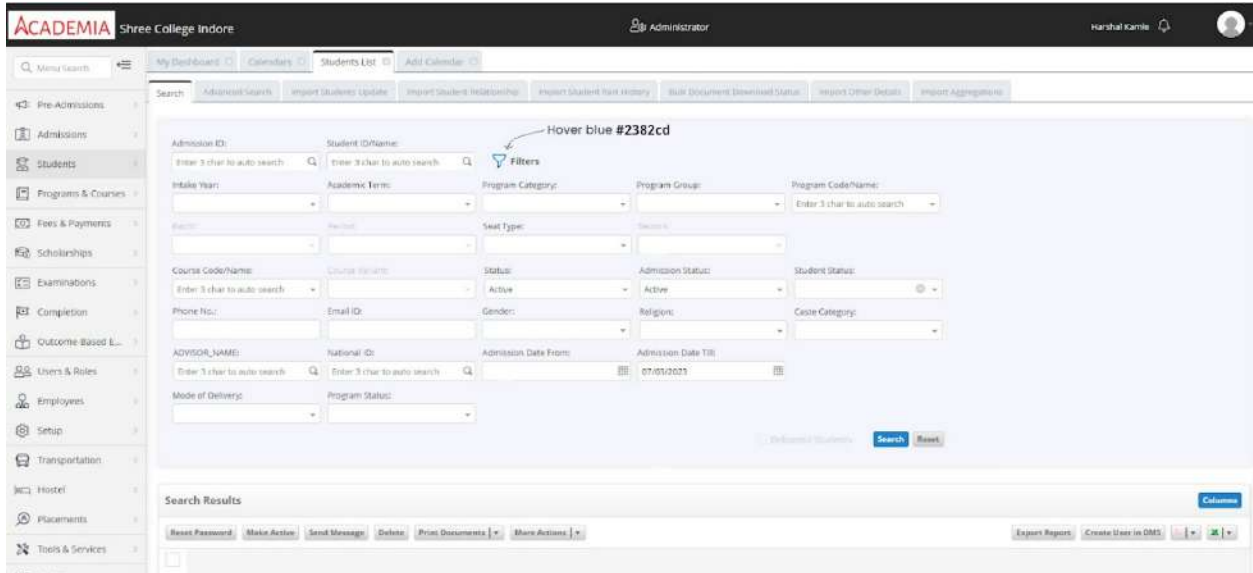 ACADEMIA Shree College Indore
Administrator
Harshal Kamle
Menu Search
My Dashboard Calendars Students List Add Calendar
Search Advanced Search Import Students Update Import Student Relationship Import Student Past History Bulk Document Download Status Import Other Details Import Aggregations
Pre-Admissions
Admissions
Students
Programs & Courses
Fees & Payments
Scholarships
Examinations
Completion
Outcome Based E...
Users & Roles
Employees
Setup
Transportation
Hostel
Placements
Tools & Services
Hover blue #2382cd
Admission ID: Student ID/Name:
Enter 3 char to auto search Enter 3 char to auto search Filters
Intake Year: Academic Term: Program Category: Program Group: Program Code/Name:
Enter 3 char to auto search
Batch: Period: Seat Type: Section:
Course Code/Name: Course Variant: Status: Admission Status: Student Status:
Enter 3 char to auto search Active Active
Phone No.: Email ID: Gender: Religion: Caste Category:
ADVISOR_NAME: National ID: Admission Date From: Admission Date Till:
Enter 3 char to auto search Enter 3 char to auto search 07/03/2023
Mode of Delivery: Program Status:
Students Search Reset
Search Results Columns
Reset Password Make Active Send Message Delete Print Documents More Actions Export Report Create User in DMS